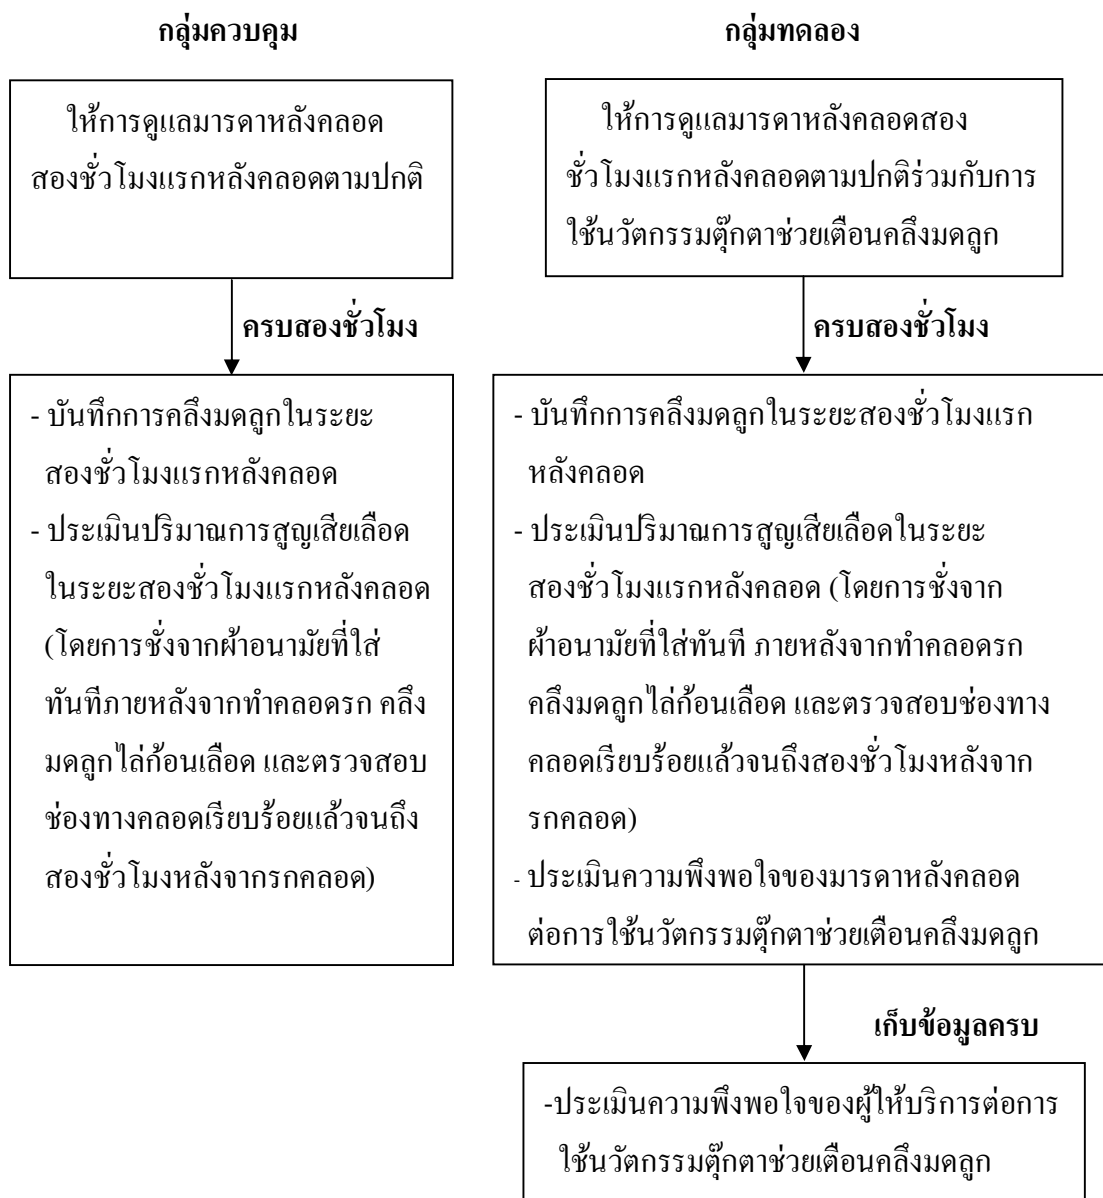 กลุ่มควบคุม
ให้การดูแลมารดาหลังคลอด
สองชั่วโมงแรกหลังคลอดตามปกติ
ครบสองชั่วโมง
- บันทึกการคลึงมดลูกในระยะ
สองชั่วโมงแรกหลังคลอด
- ประเมินปริมาณการสูญเสียเลือด
ในระยะสองชั่วโมงแรกหลังคลอด
(โดยการชั่งจากผ้าอนามัยที่ใส่
ทันทีภายหลังจากทำคลอดรก คลึง
มดลูกไล่ก้อนเลือด และตรวจสอบ
ช่องทางคลอดเรียบร้อยแล้วจนถึง
สองชั่วโมงหลังจากรกคลอด)
กลุ่มทดลอง
ให้การดูแลมารดาหลังคลอดสอง
ชั่วโมงแรกหลังคลอดตามปกติร่วมกับการ
ใช้นวัตกรรมตุ๊กตาช่วยเตือนคลึงมดลูก
ครบสองชั่วโมง
- บันทึกการคลึงมดลูกในระยะสองชั่วโมงแรก
หลังคลอด
- ประเมินปริมาณการสูญเสียเลือดในระยะ
สองชั่วโมงแรกหลังคลอด (โดยการชั่งจาก
ผ้าอนามัยที่ใส่ทันที ภายหลังจากทำคลอดรก
คลึงมดลูกไล่ก้อนเลือด และตรวจสอบช่องทาง
คลอดเรียบร้อยแล้วจนถึงสองชั่วโมงหลังจาก
รกคลอด)
- ประเมินความพึงพอใจของมารดาหลังคลอด
ต่อการใช้นวัตกรรมตุ๊กตาช่วยเตือนคลึงมดลูก
เก็บข้อมูลครบ
-ประเมินความพึงพอใจของผู้ให้บริการต่อการ
ใช้นวัตกรรมตุ๊กตาช่วยเตือนคลึงมดลูก